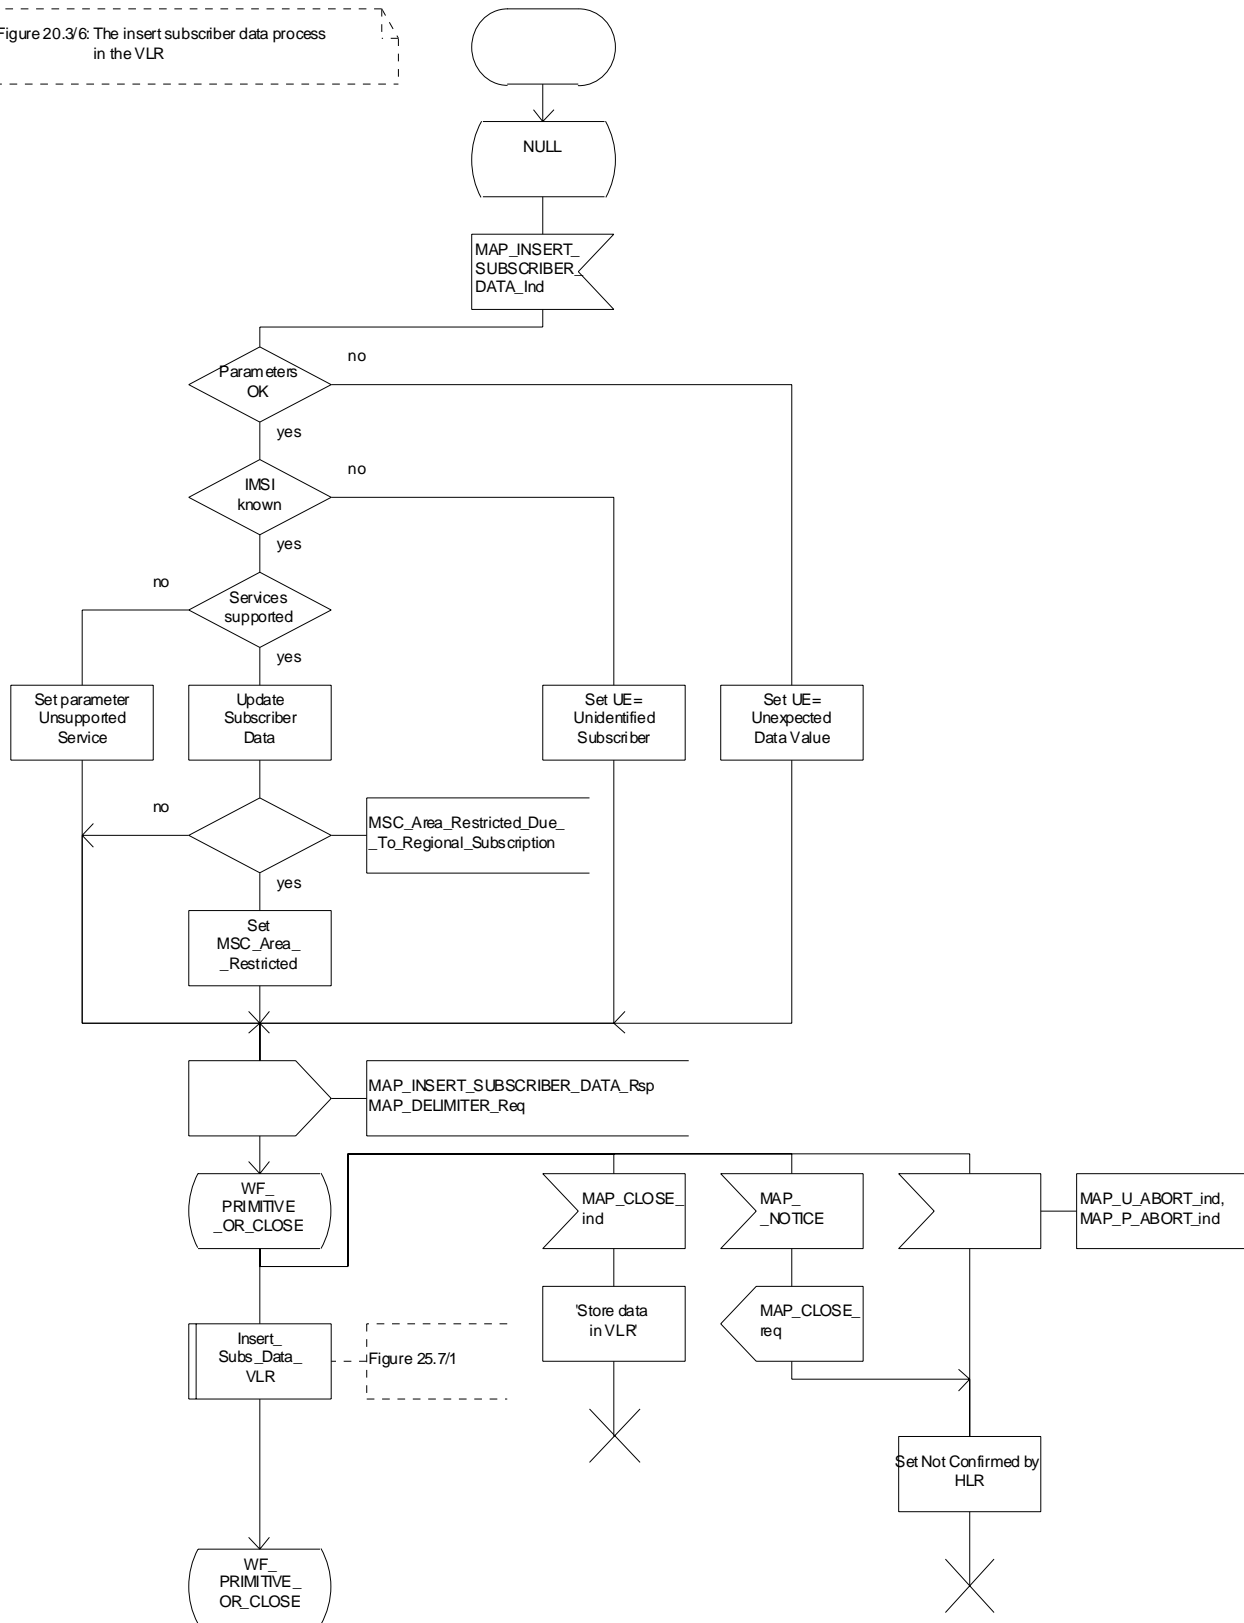 Figure 20.3/6: The insert subscriber data process
in the VLR
NULL
MAP_INSERT_
SUBSCRIBER_
DATA_Ind
no
Parameters
OK
yes
no
IMSI
known
yes
no
Services
supported
yes
Set parameter
Unsupported
Service
Update
Subscriber
Data
Set UE=
Unidentified
Subscriber
Set UE=
Unexpected
Data Value
no
MSC_Area_Restricted_Due_
_To_Regional_Subscription
yes
Set
MSC_Area_
_Restricted
MAP_INSERT_SUBSCRIBER_DATA_Rsp
MAP_DELIMITER_Req
WF_
PRIMITIVE
_OR_CLOSE
MAP_CLOSE_
ind
MAP_
_NOTICE
MAP_U_ABORT_ind,
MAP_P_ABORT_ind
'Store data
in VLR'
MAP_CLOSE_
req
Insert_
Subs_Data_
VLR
Figure 25.7/1
Set Not Confirmed by
HLR
WF_
PRIMITIVE_
OR_CLOSE